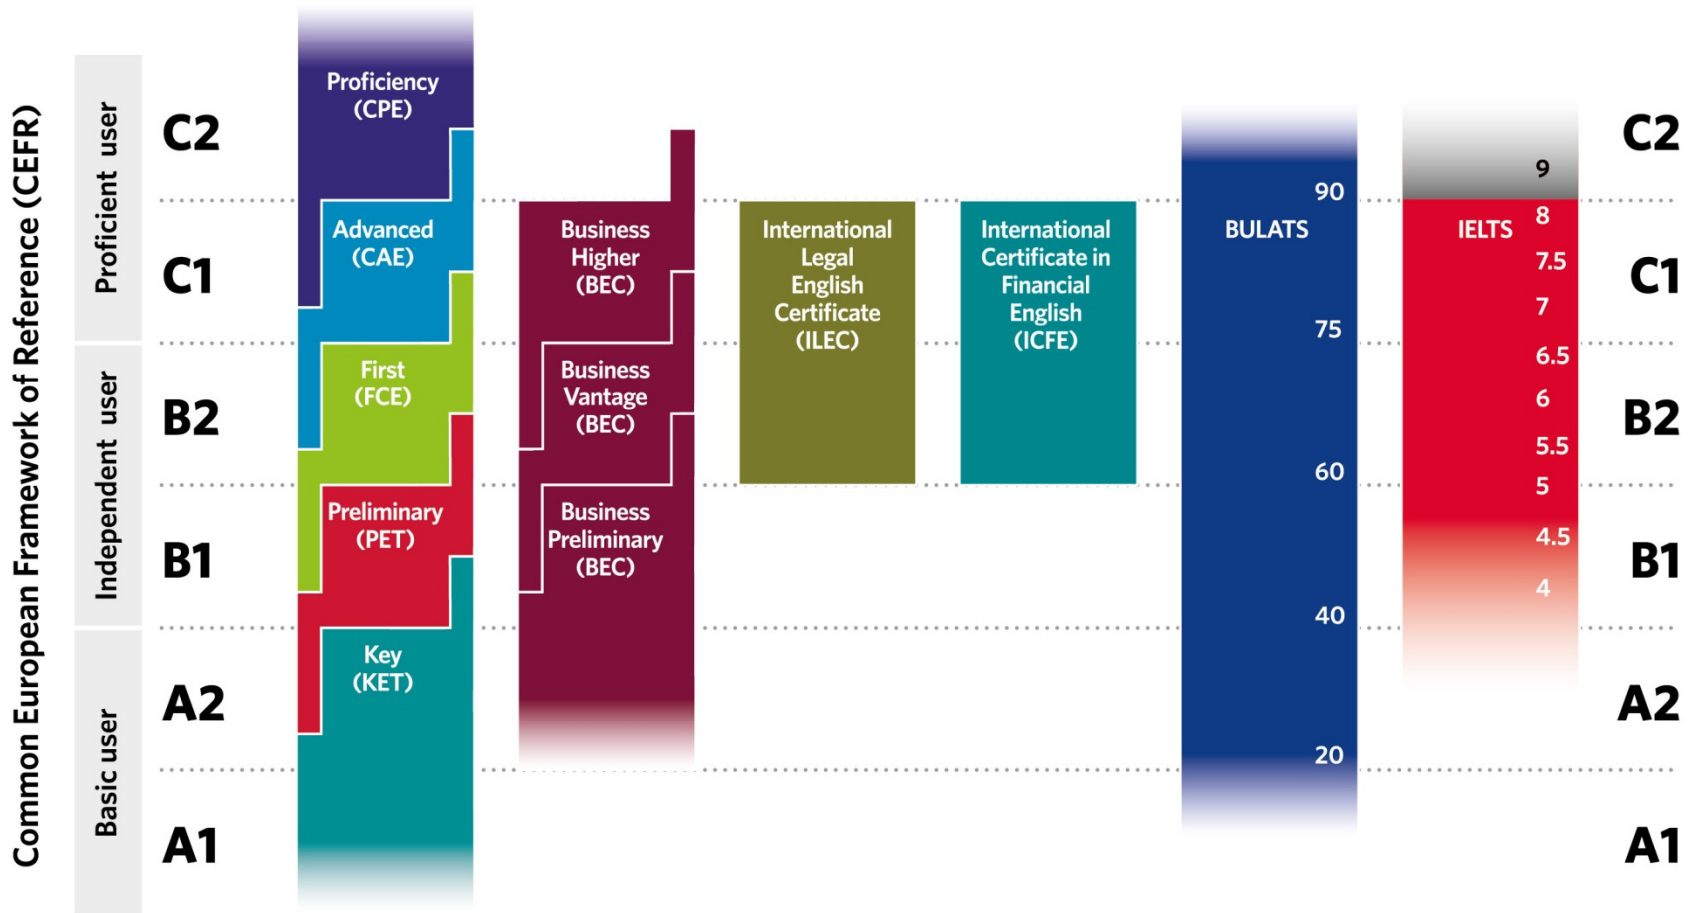 Common European Framework of Reference (CEFR)
Proficient user
Independent user
Basic user
C2
C1
B2
B1
A2
A1
Proficiency
(CPE)
Advanced
(CAE)
First
(FCE)
Preliminary
(PET)
Key
(KET)
Business
Higher
(BEC)
Business
Vantage
(BEC)
Business
Preliminary
(BEC)
International
Legal
English
Certificate
(ILEC)
International
Certificate in
Financial
English
(ICFE)
BULATS
90
75
60
40
20
IELTS
9
8
7.5
7
6.5
6
5.5
5
4.5
4
C2
C1
B2
B1
A2
A1